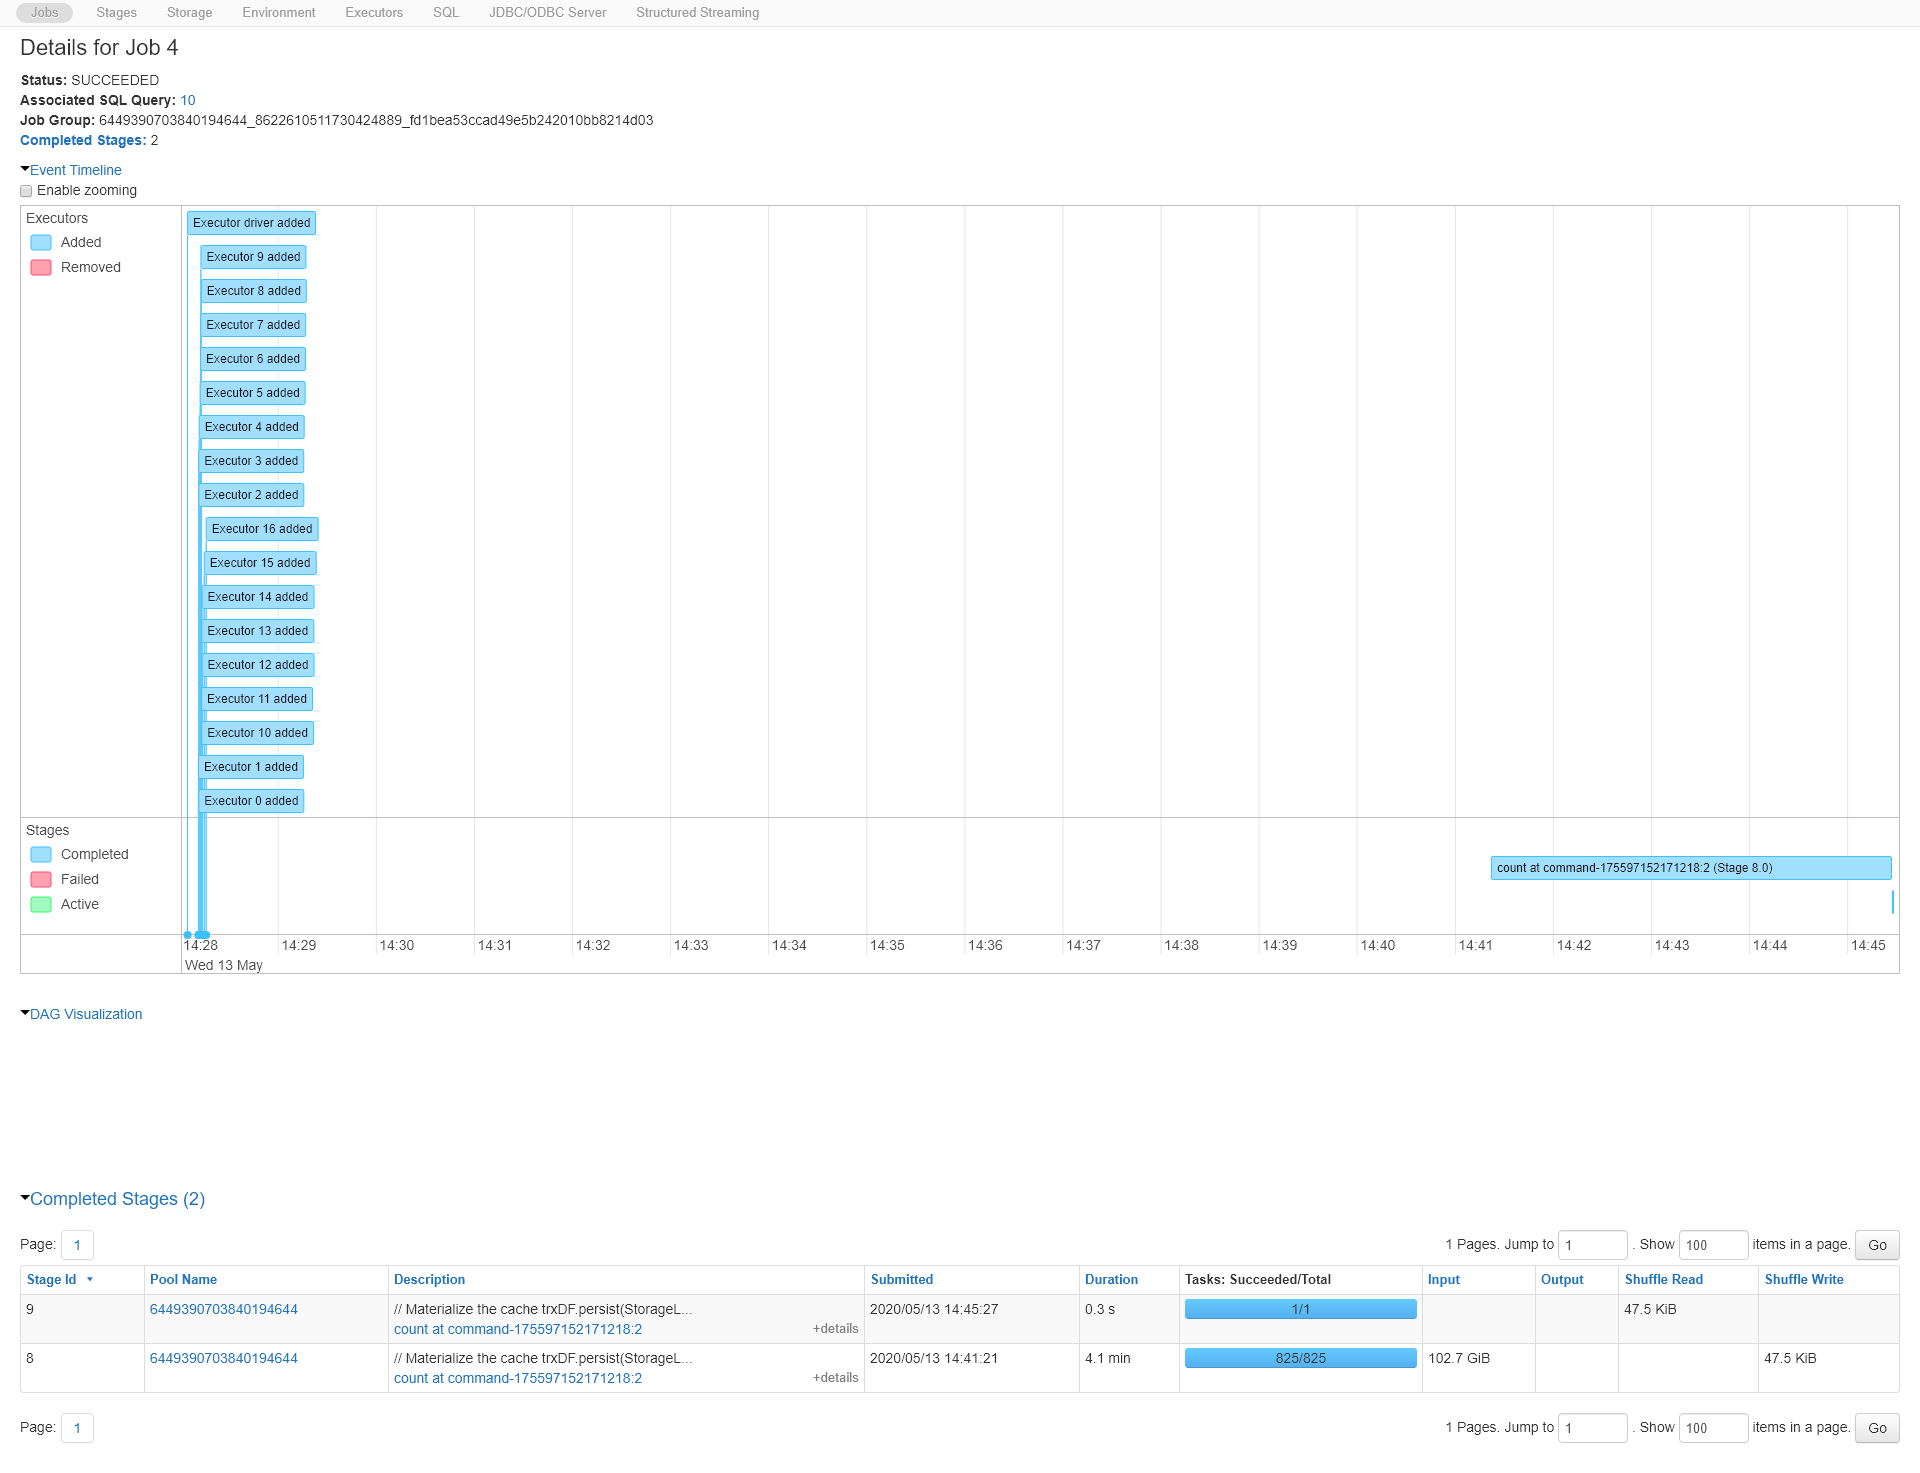 Jobs Stages Storage Environment Executors SQL JDBC/ODBC Server Structured Streaming
Details for Job 4
Status: SUCCEEDED
Associated SQL Query: 10
Job Group: 6449390703840194644_8622610511730424889_fd1bea53ccad49e5b242010bb8214d03
Completed Stages: 2
Event Timeline
Enable zooming
Executors
Added
Removed
Executor driver added
Executor 9 added
Executor 8 added
Executor 7 added
Executor 6 added
Executor 5 added
Executor 4 added
Executor 3 added
Executor 2 added
Executor 16 added
Executor 15 added
Executor 14 added
Executor 13 added
Executor 12 added
Executor 11 added
Executor 10 added
Executor 1 added
Executor 0 added
Stages
Completed
Failed
Active
count at command-175597152171218:2 (Stage 8.0)
14:28 14:29 14:30 14:31 14:32 14:33 14:34 14:35 14:36 14:37 14:38 14:39 14:40 14:41 14:42 14:43 14:44 14:45
Wed 13 May
DAG Visualization
Completed Stages (2)
Page: 1 1 Pages. Jump to 1 . Show 100 items in a page. Go
Stage Id Pool Name Description Submitted Duration Tasks: Succeeded/Total Input Output Shuffle Read Shuffle Write
9 6449390703840194644 // Materialize the cache trxDF.persist(StorageL... 2020/05/13 14:45:27 0.3 s 1/1 47.5 KiB
count at command-175597152171218:2 +details
8 6449390703840194644 // Materialize the cache trxDF.persist(StorageL... 2020/05/13 14:41:21 4.1 min 825/825 102.7 GiB 47.5 KiB
count at command-175597152171218:2 +details
Page: 1 1 Pages. Jump to 1 . Show 100 items in a page. Go